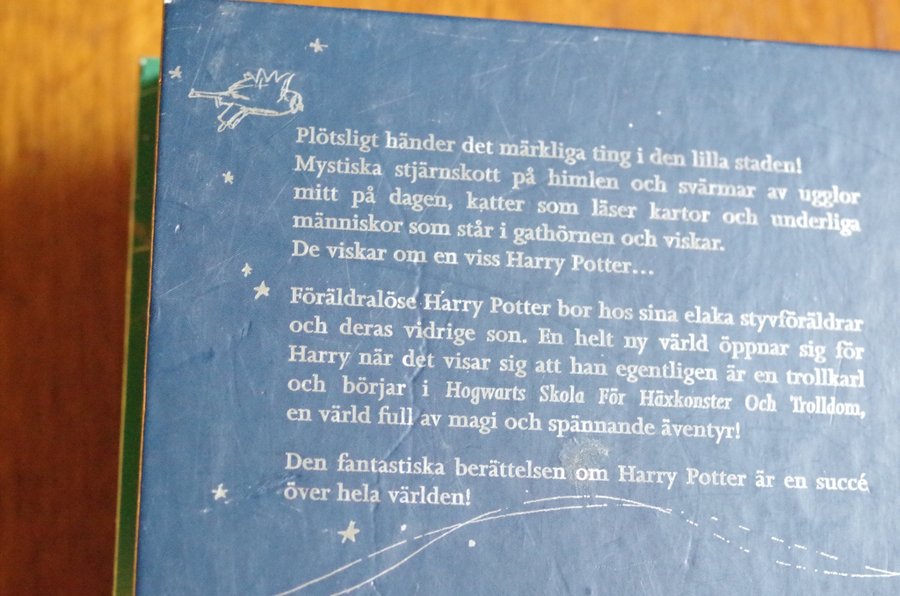 Plötsligt händer det märkliga ting i den lilla staden!
Mystiska stjärnskott på himlen och svärmar av ugglor
mitt på dagen, katter som läser kartor och underliga
människor som står i gathörnen och viskar.
De viskar om en viss Harry Potter...
Föräldralöse Harry Potter bor hos sina elaka styvföräldrar
och deras vidrige son. En helt ny värld öppnar sig för
Harry när det visar sig att han egentligen är en trollkarl
och börjar i Hogwarts Skola För Häxkonster Och Trolldom,
en värld full av magi och spännande äventyr!
Den fantastiska berättelsen om Harry Potter är en succé
över hela världen!